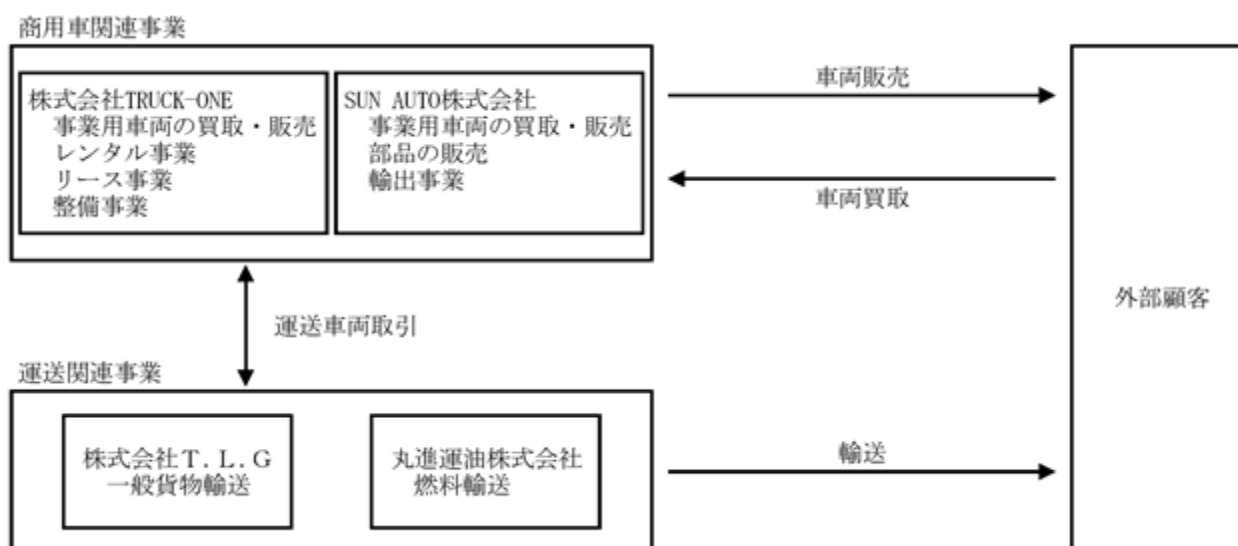 商用車関連事業
株式会社TRUCK-ONE
事業用車両の買取・販売
レンタル事業
リース事業
整備事業
SUN AUTO株式会社
事業用車両の買取・販売
部品の販売
輸出事業
車両販売
車両買取
外部顧客
運送車両取引
運送関連事業
株式会社T.L.G
一般貨物輸送
丸進運油株式会社
燃料輸送
輸送